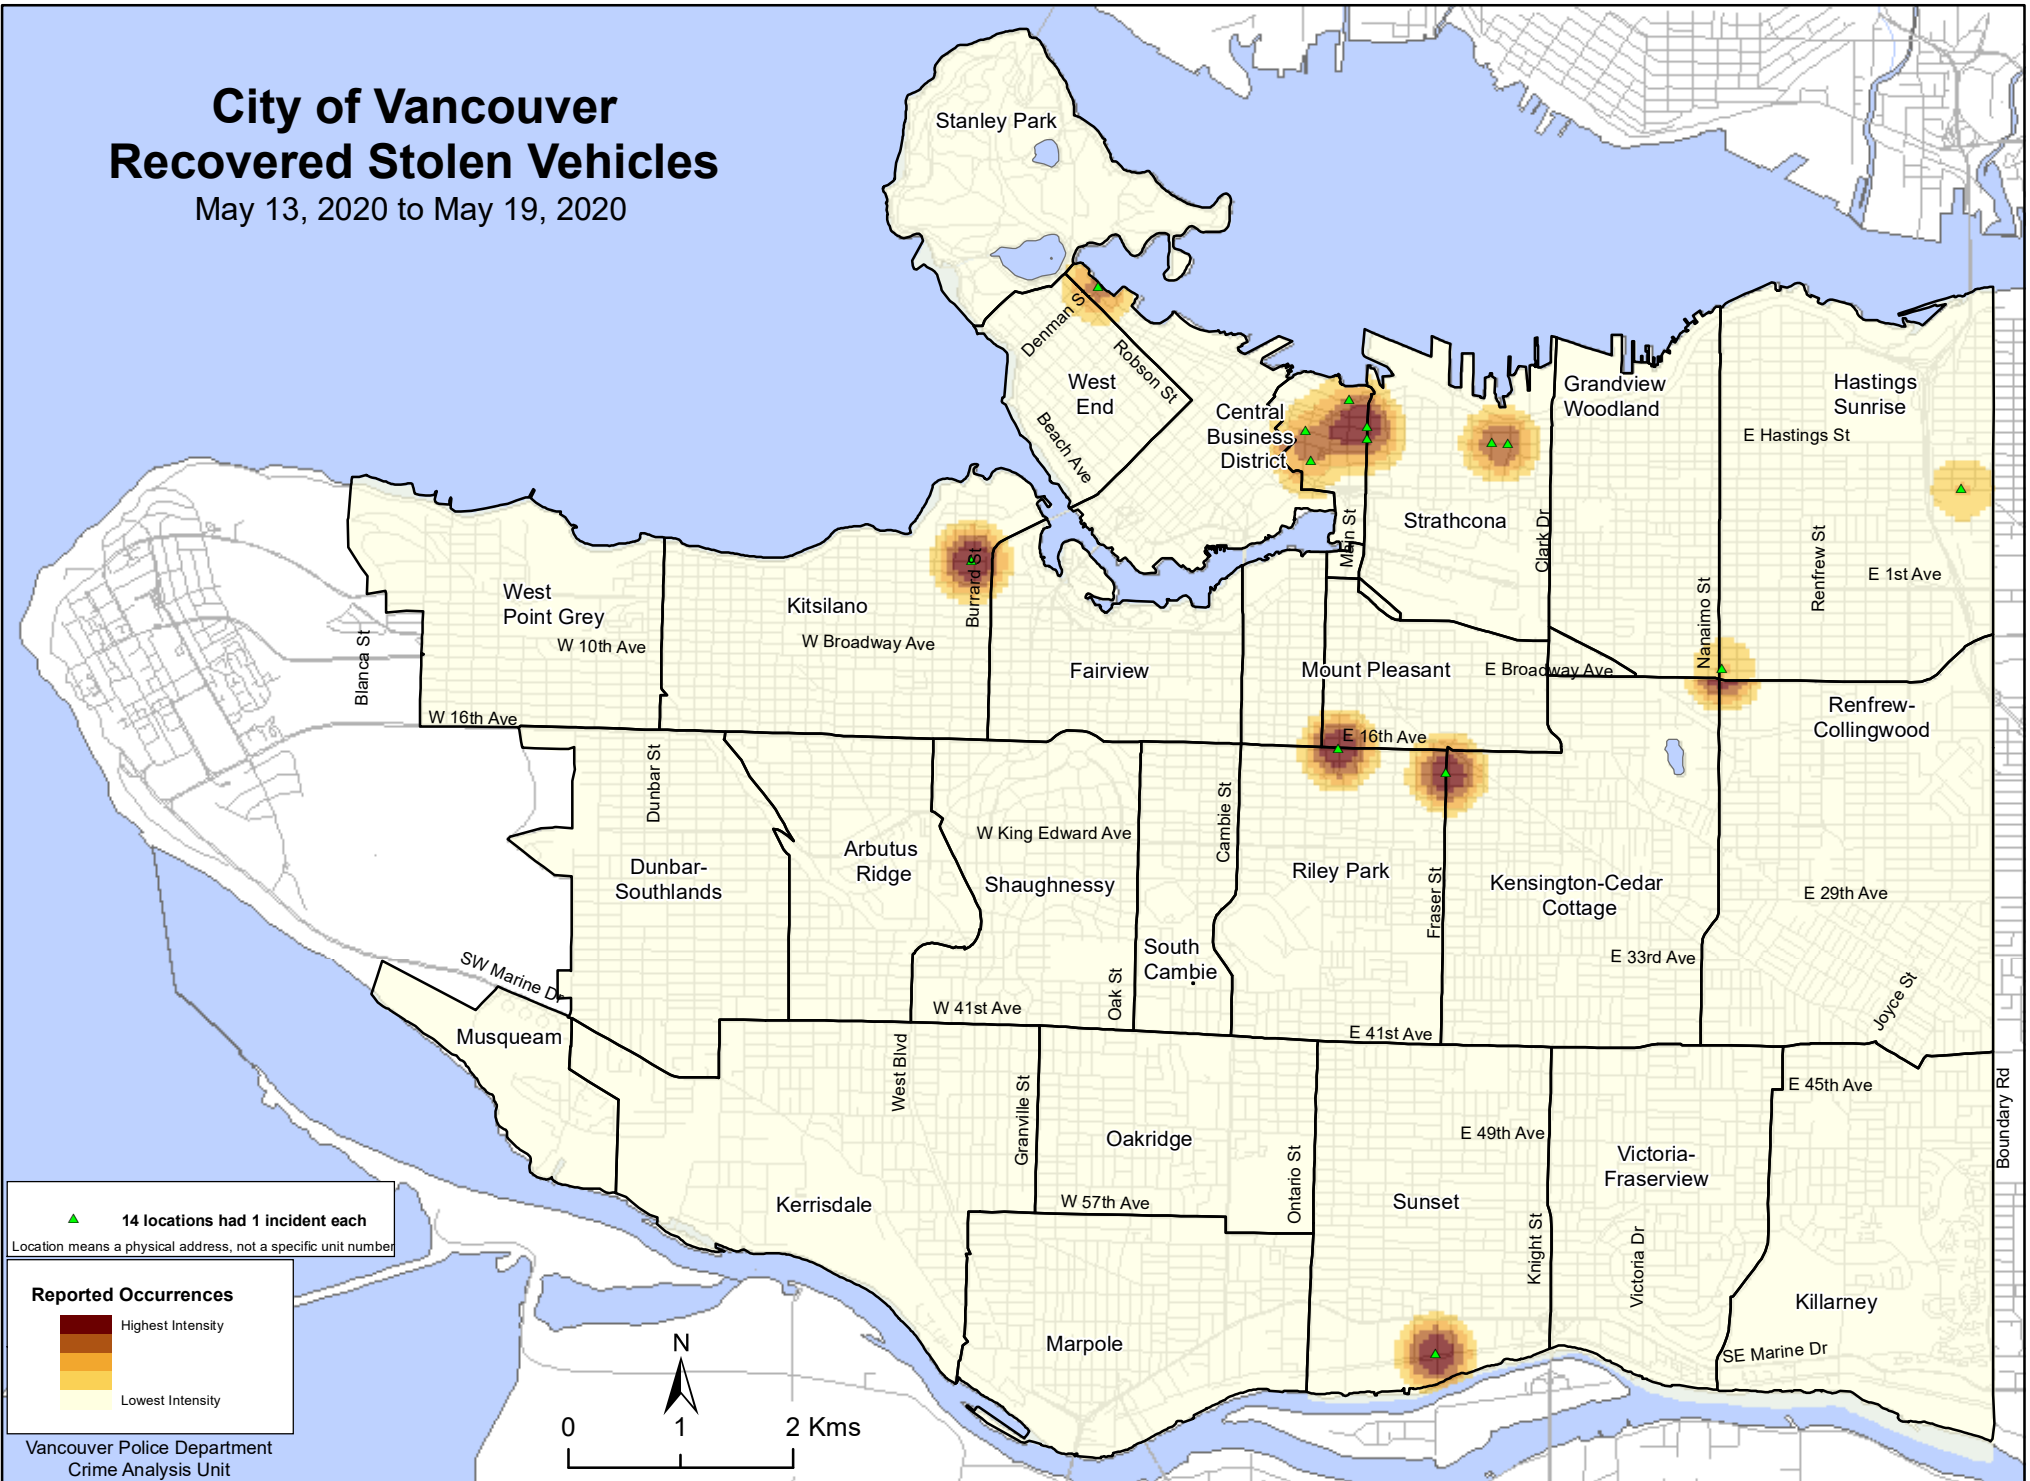 City of Vancouver
Recovered Stolen Vehicles
May 13, 2020 to May 19, 2020
Stanley Park
Denman St
Robson St
West
End
Beach Ave
Central
Business
District
Main St
Strathcona
Clark Dr
Grandview
Woodland
Hastings
Sunrise
E Hastings St
Nanaimo St
Renfrew St
E 1st Ave
West
Point Grey
W 10th Ave
Blanca St
W 16th Ave
Kitsilano
W Broadway Ave
Burrard St
Fairview
Mount Pleasant
E Broadway Ave
E 16th Ave
Renfrew-
Collingwood
Dunbar St
Dunbar-
Southlands
Arbutus
Ridge
W King Edward Ave
Shaughnessy
Cambie St
South
Cambie
Oak St
Riley Park
Fraser St
Kensington-Cedar
Cottage
E 29th Ave
E 33rd Ave
Joyce St
SW Marine Dr
Musqueam
W 41st Ave
E 41st Ave
West Blvd
Granville St
Oakridge
W 57th Ave
Ontario St
E 49th Ave
Sunset
Knight St
Victoria-
Fraserview
Victoria Dr
E 45th Ave
Boundary Rd
Killarney
SE Marine Dr
Kerrisdale
Marpole
14 locations had 1 incident each
Location means a physical address, not a specific unit number
Reported Occurrences
Highest Intensity
Lowest Intensity
Vancouver Police Department
Crime Analysis Unit
N
0 1 2 Kms